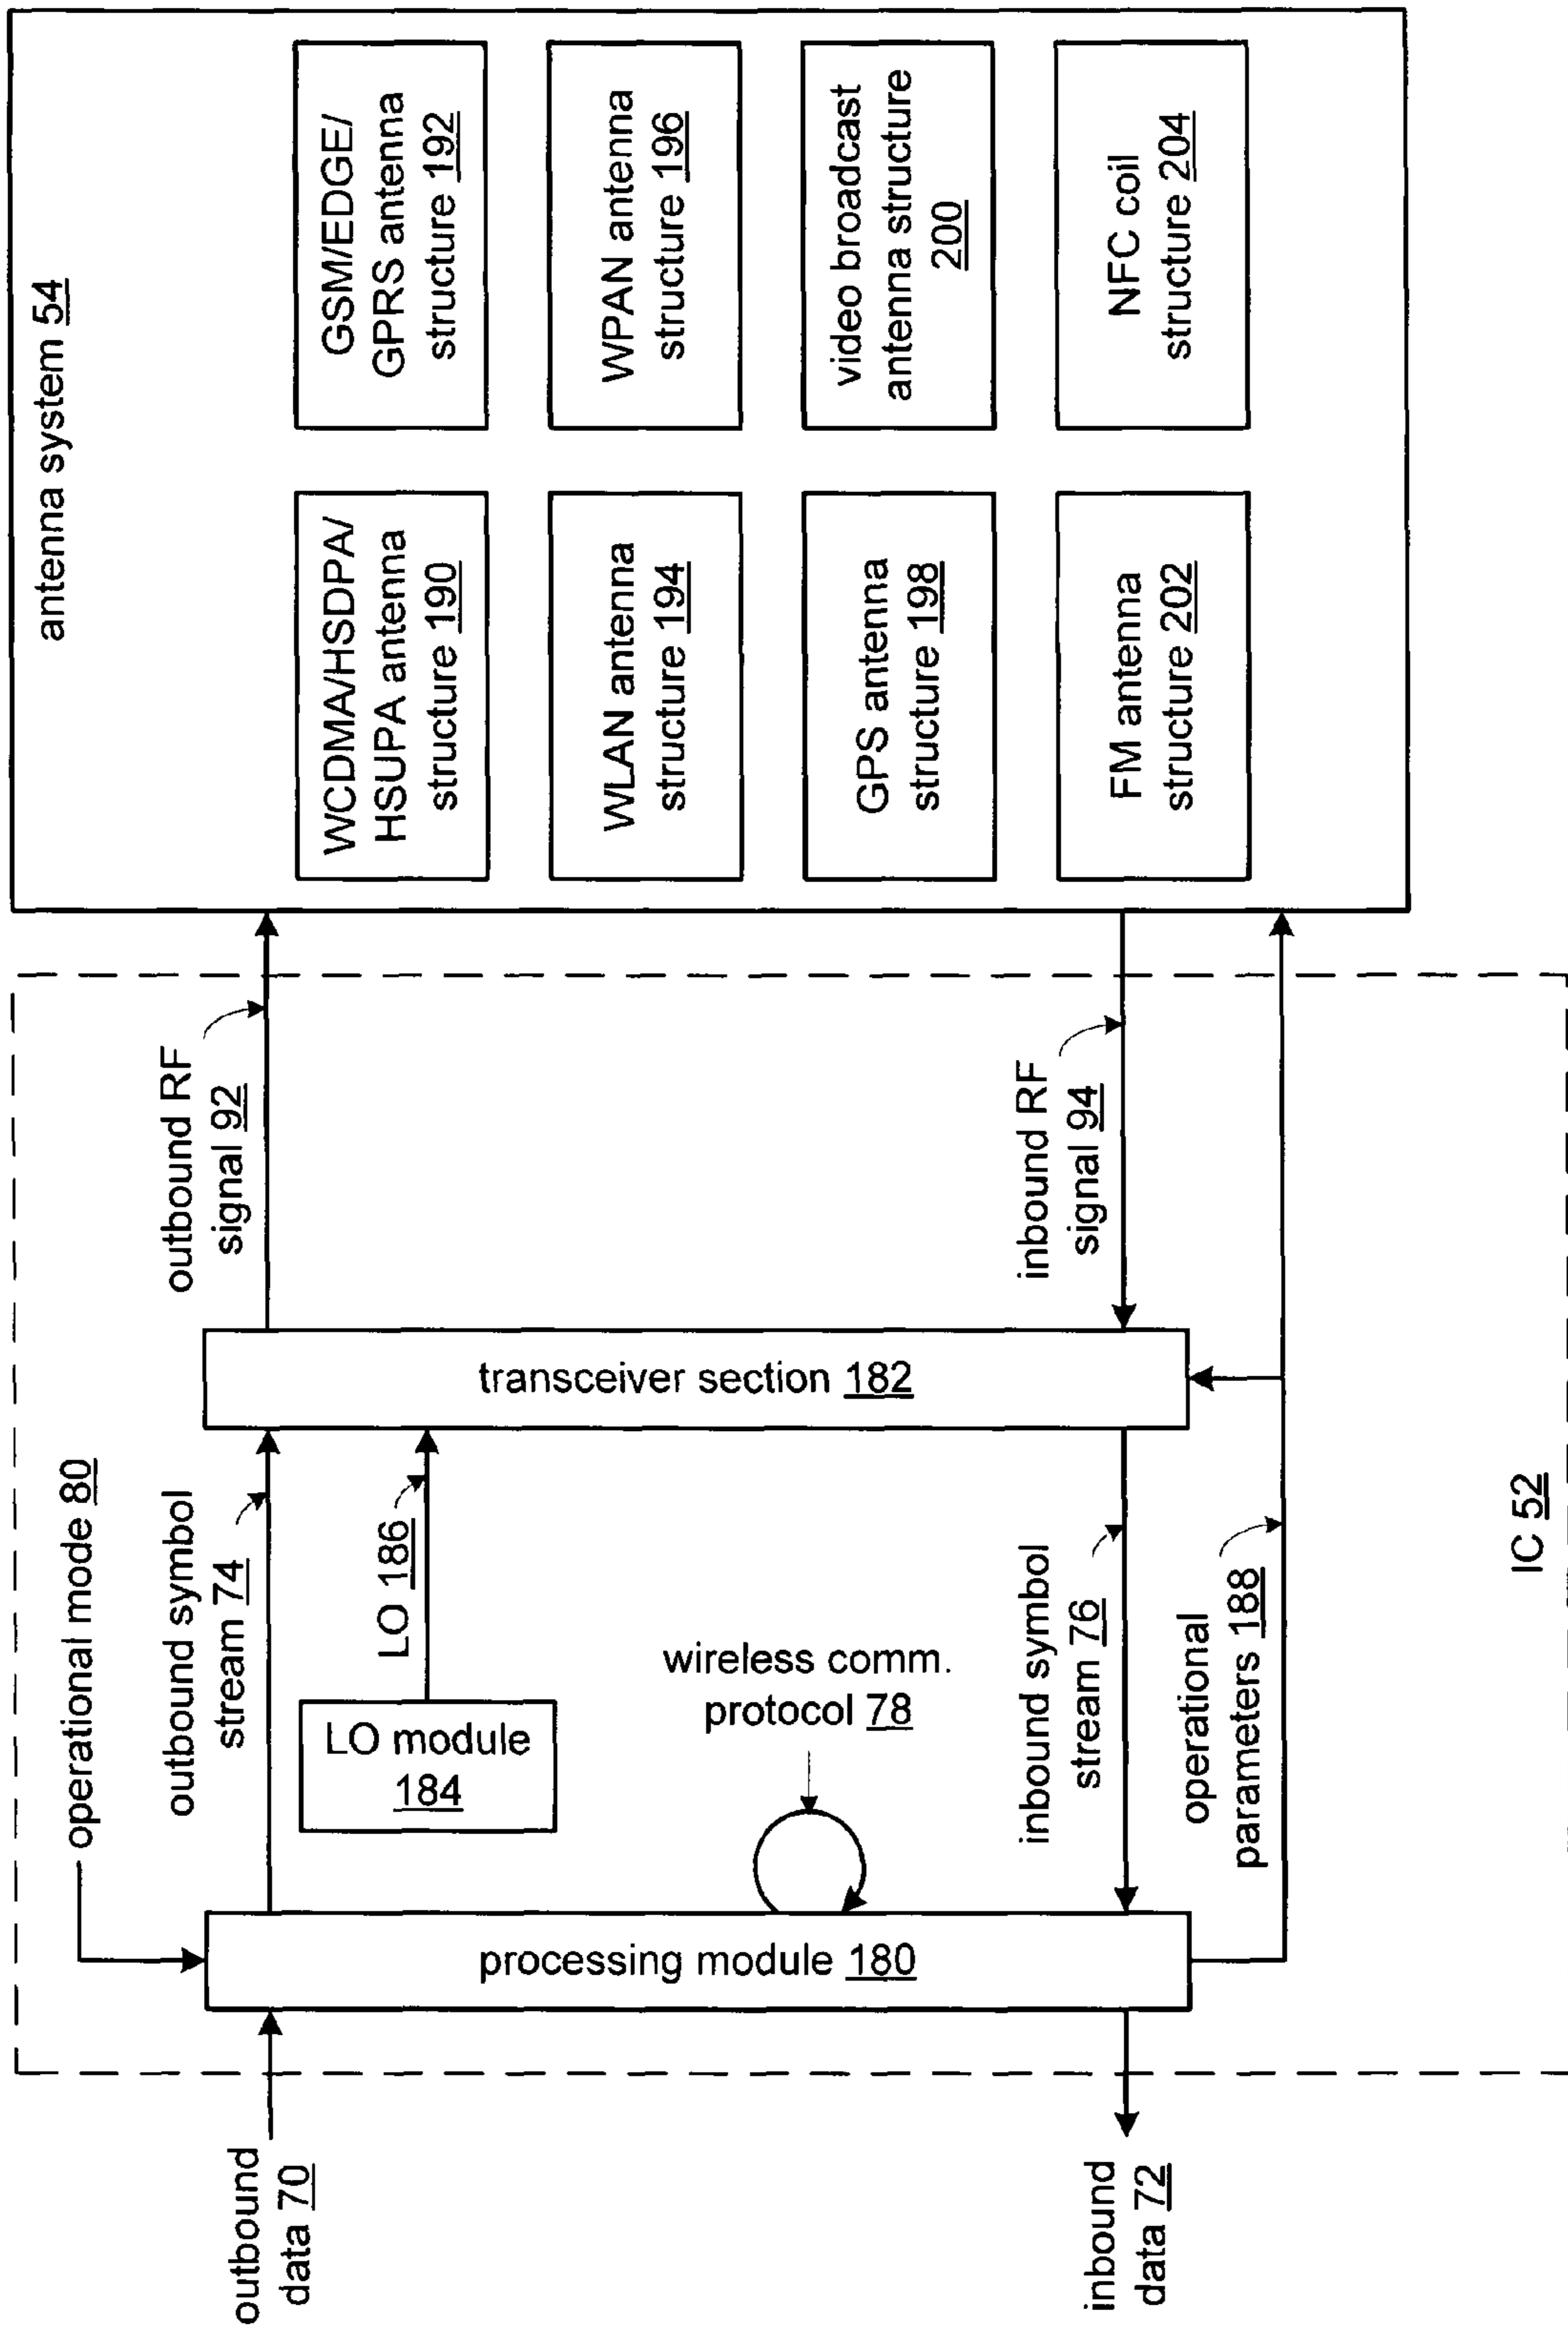 antenna system 54
WCDMA/HSDPA/
HSUPA antenna
structure 190
GSM/EDGE/
GPRS antenna
structure 192
WLAN antenna
structure 194
WPAN antenna
structure 196
GPS antenna
structure 198
video broadcast
antenna structure
200
FM antenna
structure 202
NFC coil
structure 204
outbound RF
signal 92
inbound RF
signal 94
transceiver section 182
operational mode 80
outbound symbol
stream 74
LO 186
LO module
184
wireless comm.
protocol 78
inbound symbol
stream 76
operational
parameters 188
processing module 180
IC 52
outbound
data 70
inbound
data 72